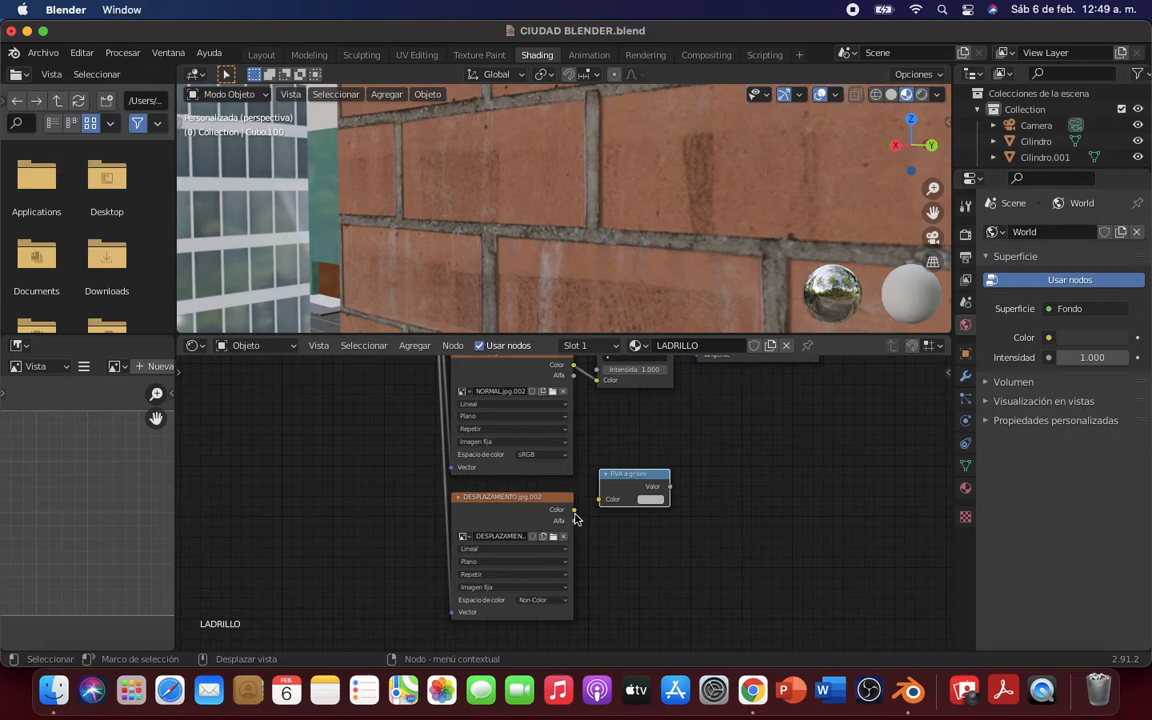 Blender Window Sáb 6 de feb. 12:49 a. m.
CIUDAD BLENDER.blend
Archivo Editar Procesar Ventana Ayuda Layout Modeling Sculpting UV Editing Texture Paint Shading Animation Rendering Compositing Scripting + Scene View Layer
Vista Seleccionar Global Opciones
/Users/... Modo Objeto Vista Seleccionar Agregar Objeto
Colecciones de la escena
Collection
Camera
Cilindro
Cilindro.001
Personalizada (perspectiva)
(0) Collection | Cubo.100
Z
X Y
Applications Desktop
Documents Downloads
Scene World
World
Superficie
Usar nodos
Superficie Fondo
Color
Intensidad 1.000
Volumen
Visualización en vistas
Propiedades personalizadas
Objeto Vista Seleccionar Agregar Nodo Usar nodos Slot 1 LADRILLO
Vista + Nueva
Color
Alfa
Intensida 1.000
Color
NORMAL.jpg.002
Lineal
Plano
Repetir
Imagen fija
Espacio de color sRGB
Vector
RVA a grises
Valor
Color
DESPLAZAMIENTO.jpg.002
Color
Alfa
DESPLAZAMIEN...
Lineal
Plano
Repetir
Imagen fija
Espacio de color Non-Color
Vector
LADRILLO
Seleccionar Marco de selección Desplazar vista Nodo - menú contextual 2.91.2
FEB
6